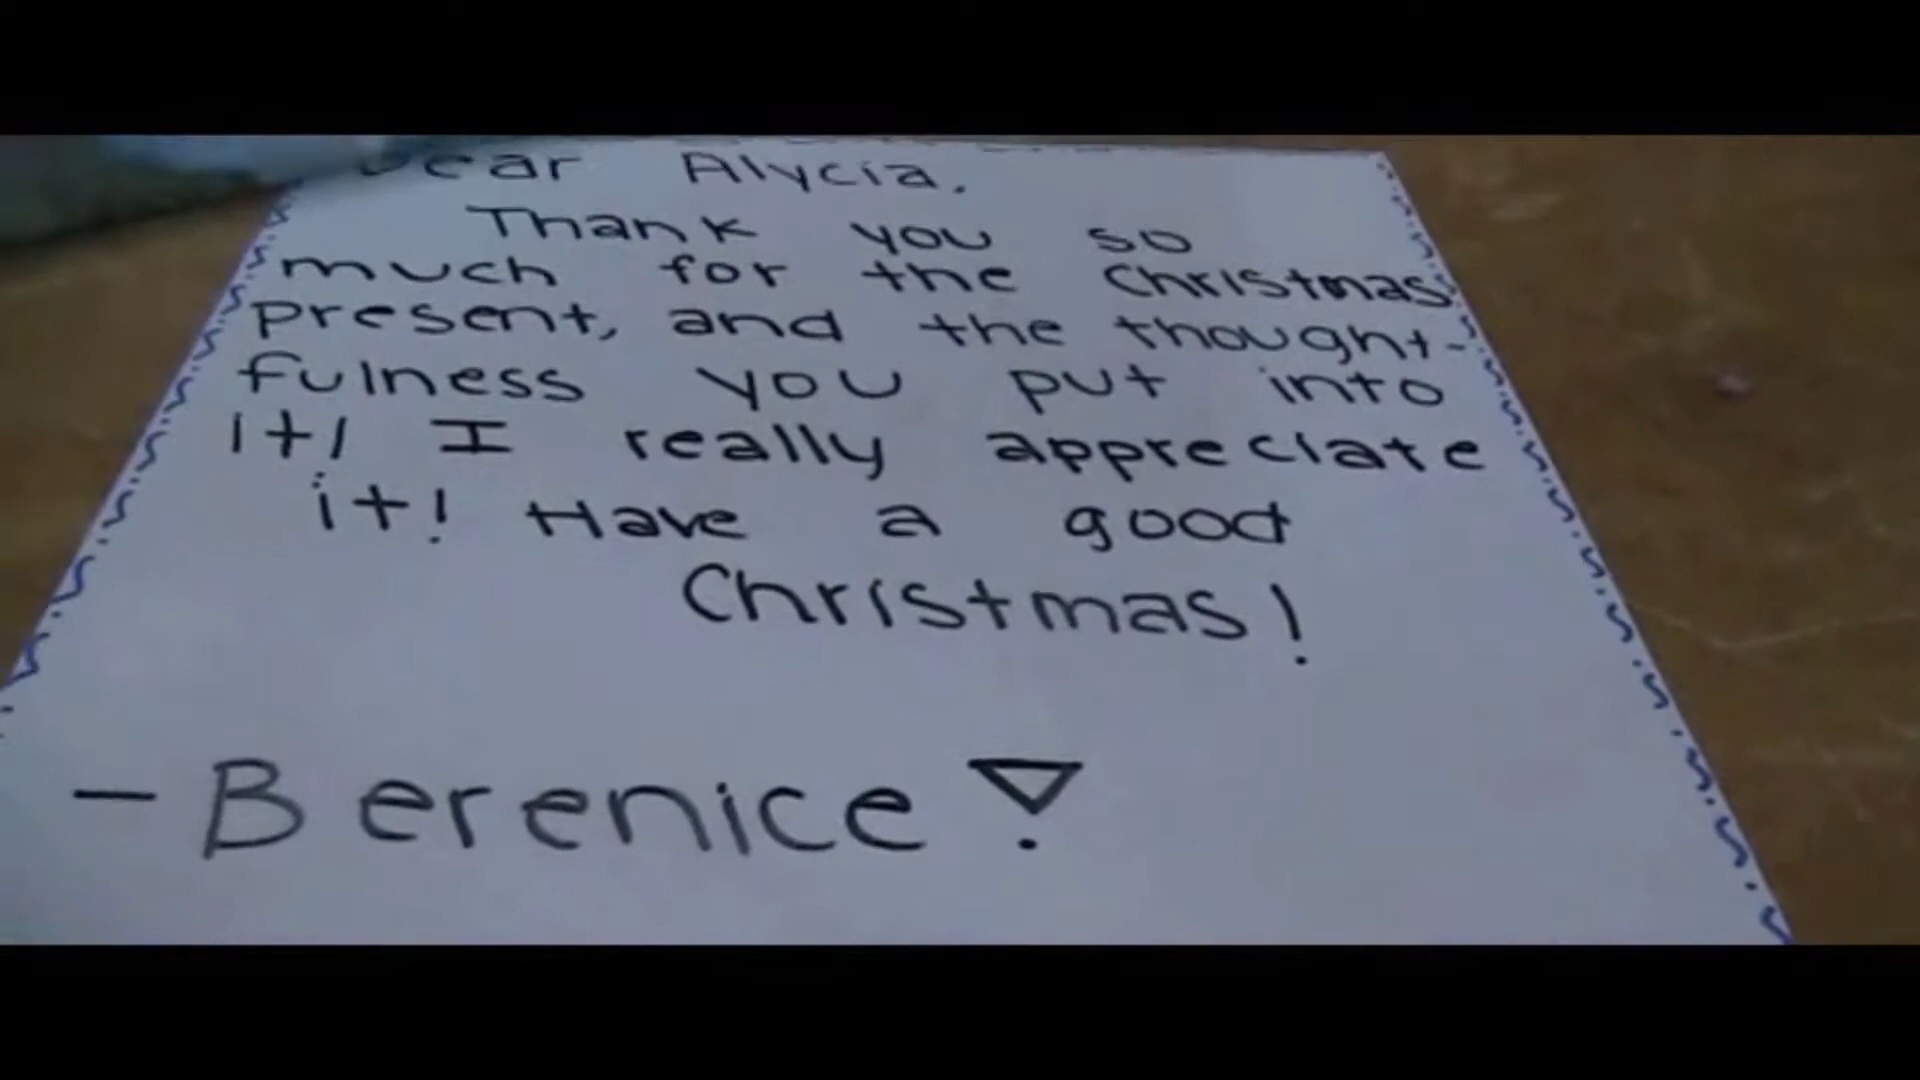 Dear Alycia,
Thank you so
much for the Christmas
present, and the thought-
fulness you put into
it! I really appreciate
it! Have a good
Christmas!
- Berenice